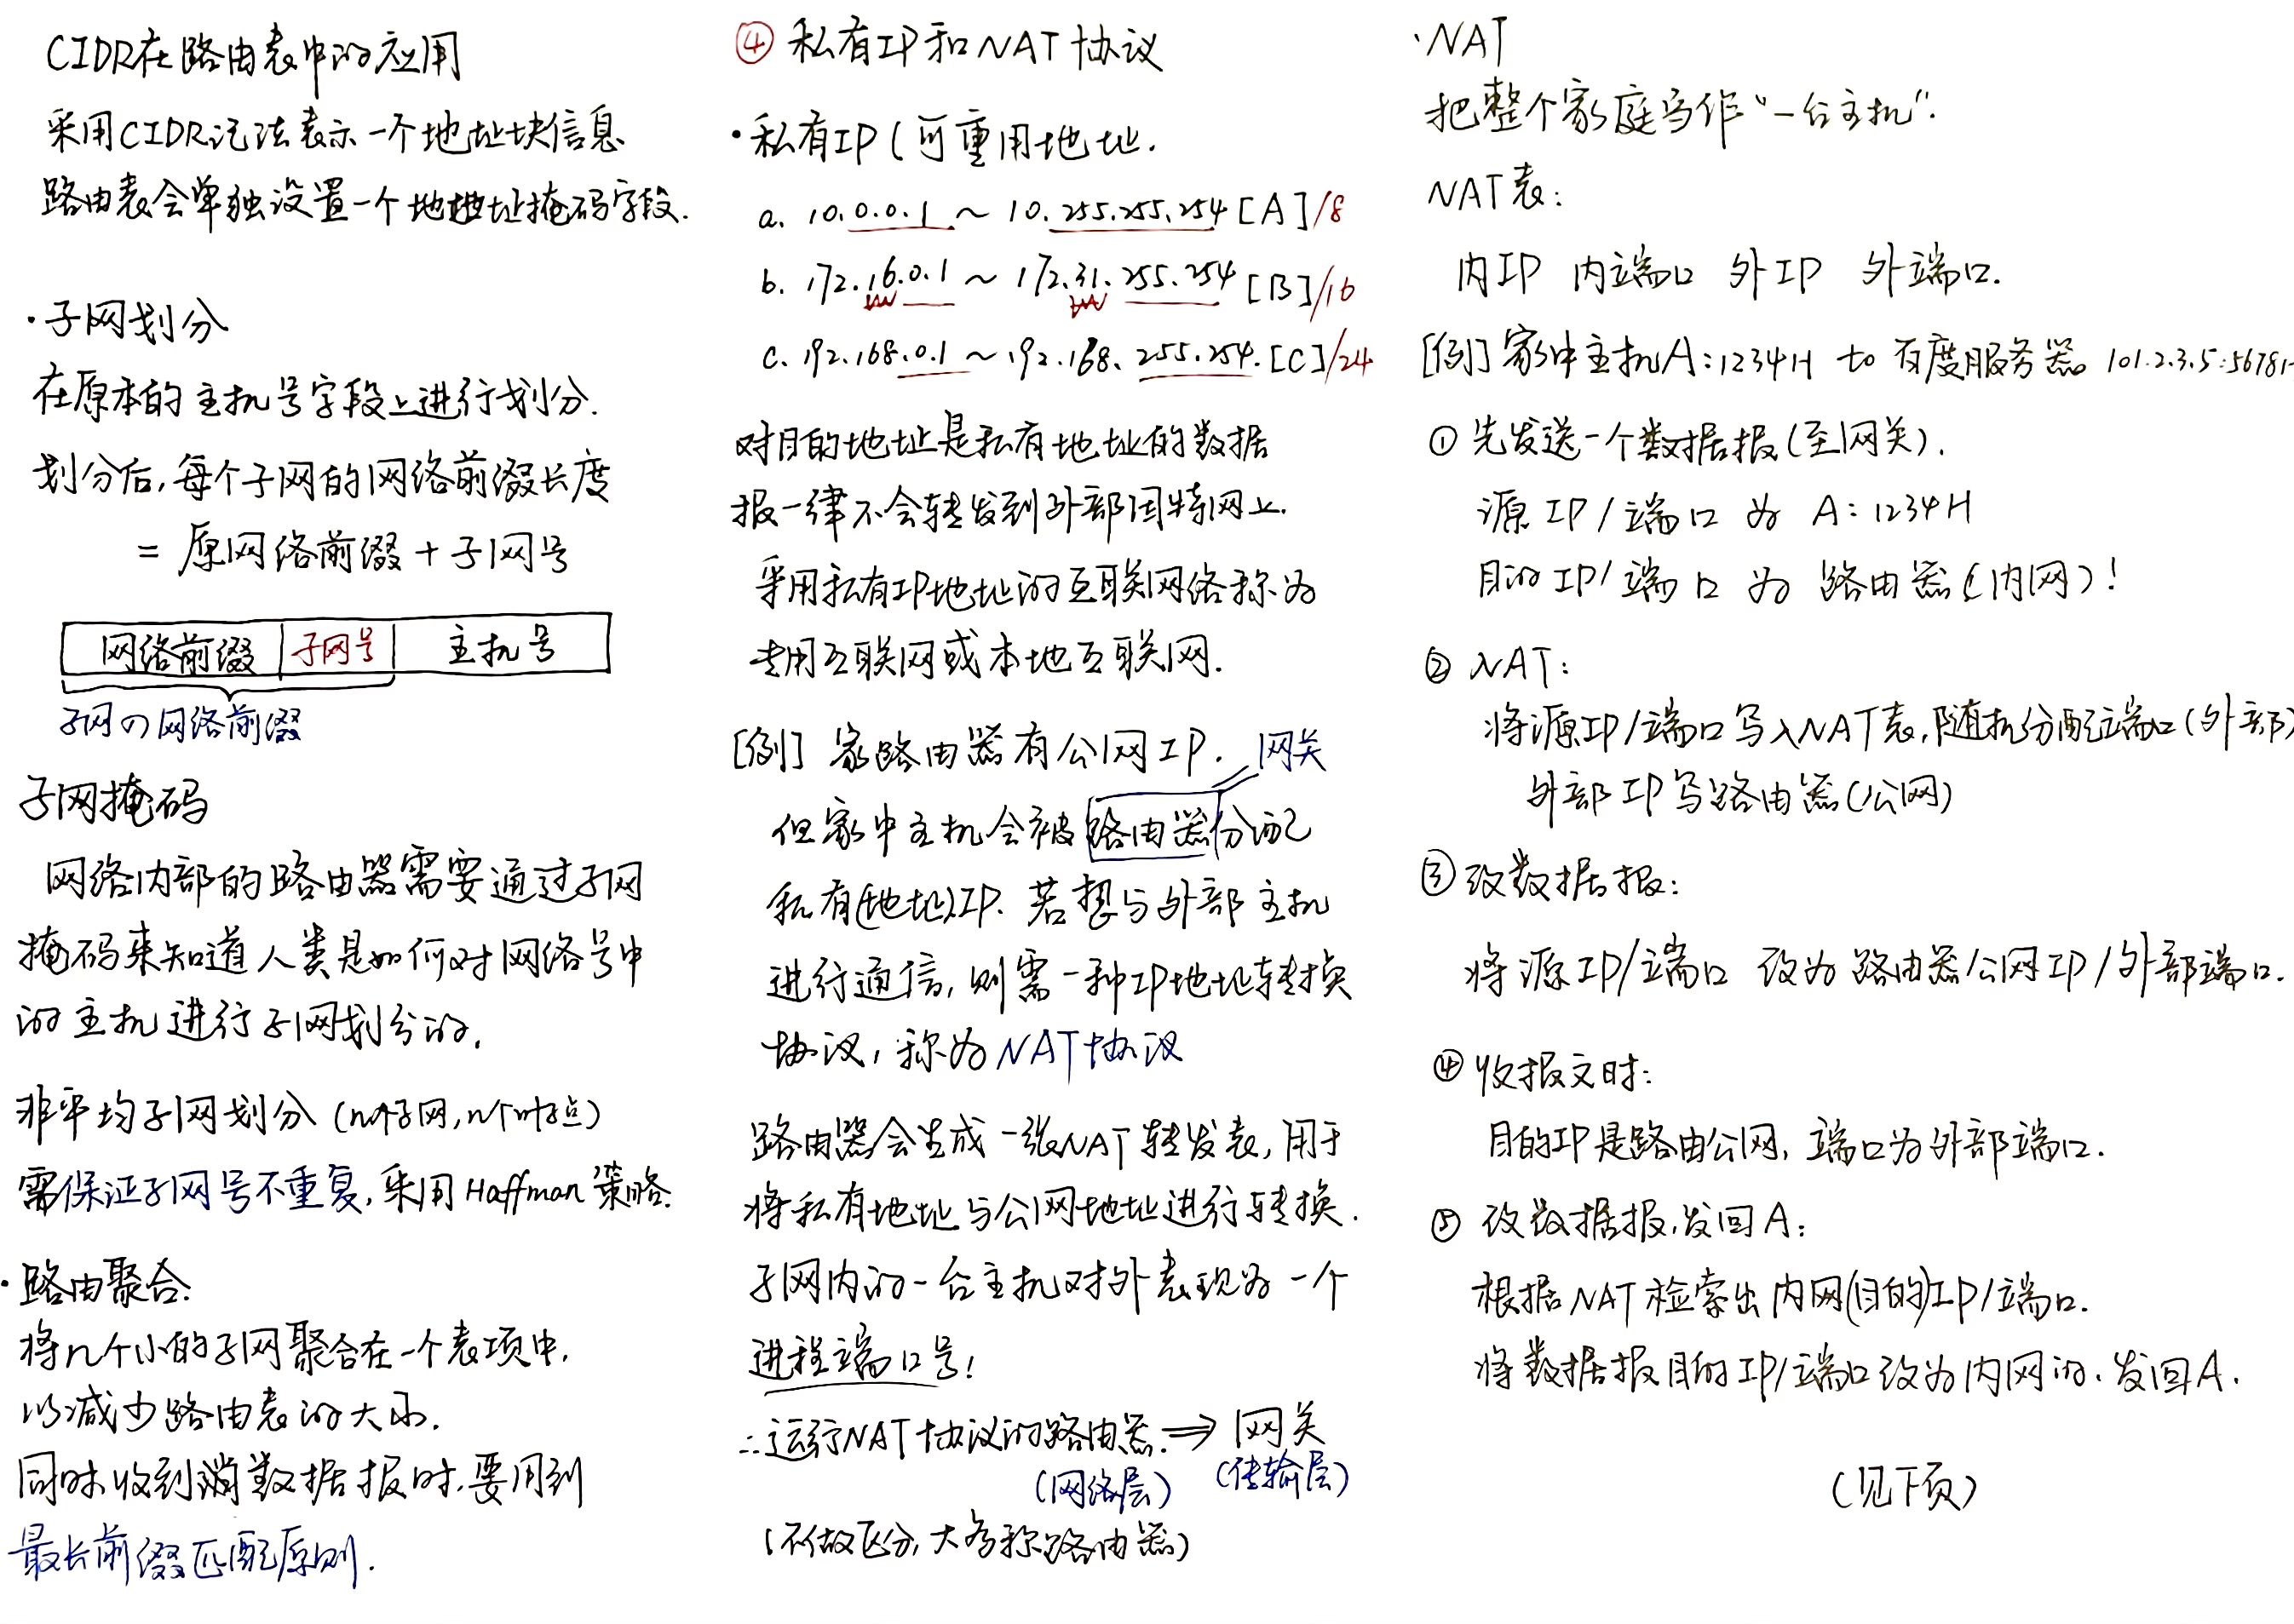 CIDR在路由表中的应用
采用CIDR记法表示一个地址块信息
路由表会单独设置一个地址掩码字段.
·子网划分
在原本的主机号字段上进行划分.
划分后,每个子网的网络前缀长度
= 原网络前缀 + 子网号
网络前缀 子网号 主机号
子网の网络前缀
子网掩码
网络内部的路由器需要通过子网
掩码来知道人类是如何对网络号中
的主机进行子网划分的.
非平均子网划分 (n个子网,n个叶子点)
需保证子网号不重复,采用Haffman策略.
·路由聚合:
将几个小的子网聚合在一个表项中,
以减少路由表的大小.
同时收到数据报时,要用到
最长前缀匹配原则.
④ 私有IP和NAT协议
·私有IP(可重用地址.
a. 10.0.0.1 ~ 10.255.255.254 [A]/8
b. 172.16.0.1 ~ 172.31.255.254 [B]/16
c. 192.168.0.1 ~ 192.168.255.254.[C]/24
对目的地址是私有地址的数据
报一律不会转发到外部因特网上.
采用私有IP地址的互联网络称为
专用互联网或本地互联网.
[例] 家路由器有公网IP. 网关
但家中主机会被路由器分配
私有(地址)IP. 若想与外部主机
进行通信,则需一种IP地址转换
协议,称为NAT协议
路由器会生成一张NAT转发表,用于
将私有地址与公网地址进行转换.
子网内的一台主机对外表现为一个
进程端口号!
∴运行NAT协议的路由器.⇒ 网关
(网络层) (传输层)
(不做区分,大多称路由器)
·NAT
把整个家庭当作“一台主机”.
NAT表:
内IP 内端口 外IP 外端口.
[例] 家中主机A:1234H to 百度服务器 101.2.3.5:5678H
① 先发送一个数据报(至网关).
源IP/端口 为 A:1234H
目的IP/端口 为 路由器(内网)!
② NAT:
将源IP/端口写入NAT表,随机分配端口(外部)
外部IP写路由器(公网)
③ 改数据报:
将源IP/端口 改为 路由器公网IP/外部端口.
④ 收报文时:
目的IP是路由公网,端口为外部端口.
⑤ 改数据报,发回A:
根据NAT检索出内网(目的)IP/端口.
将数据报目的IP/端口改为内网的.发回A.
(见下页)